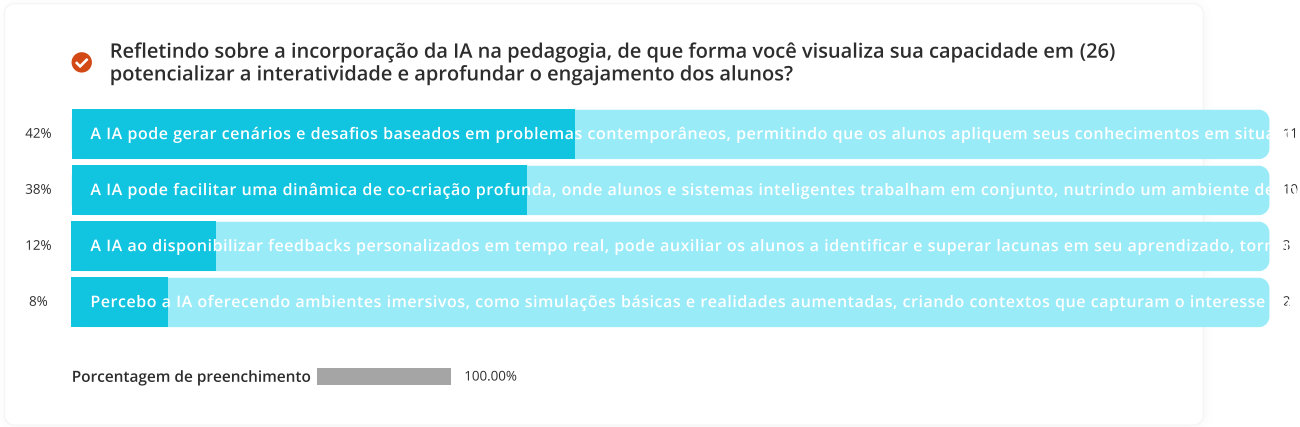 Refletindo sobre a incorporação da IA na pedagogia, de que forma você visualiza sua capacidade em (26)
potencializar a interatividade e aprofundar o engajamento dos alunos?
42% A IA pode gerar cenários e desafios baseados em problemas contemporâneos, permitindo que os alunos apliquem seus conhecimentos em 11
38% A IA pode facilitar uma dinâmica de co-criação profunda, onde alunos e sistemas inteligentes trabalham em conjunto, nutrindo um ambiente de 10
12% A IA ao disponibilizar feedbacks personalizados em tempo real, pode auxiliar os alunos a identificar e superar lacunas em seu aprendizado, 3
8% Percebo a IA oferecendo ambientes imersivos, como simulações básicas e realidades aumentadas, criando contextos que capturam o interesse 2
Porcentagem de preenchimento 100.00%